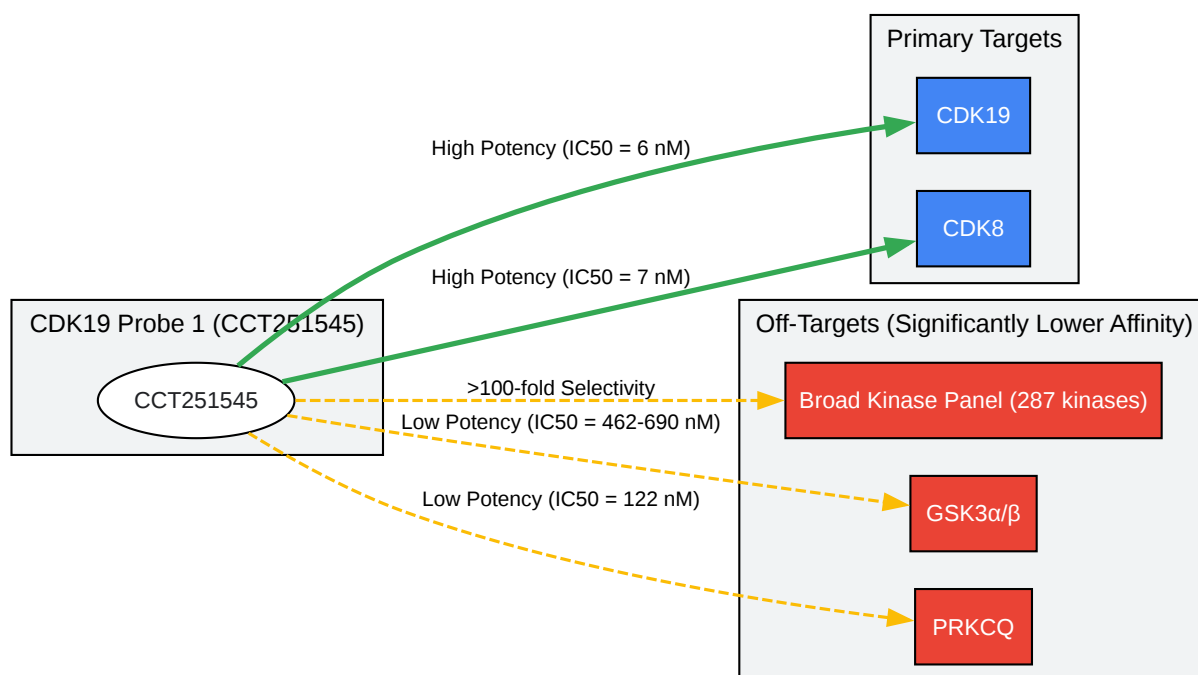 Primary Targets
CDK19
High Potency (IC50 = 6 nM)
CDK8
High Potency (IC50 = 7 nM)
CDK19 Probe 1 (CCT251545)
Off-Targets (Significantly Lower Affinity)
CCT251545
>100-fold Selectivity
Broad Kinase Panel (287 kinases)
Low Potency (IC50 = 462-690 nM)
Low Potency (IC50 = 122 nM)
GSK3α/β
PRKCQ